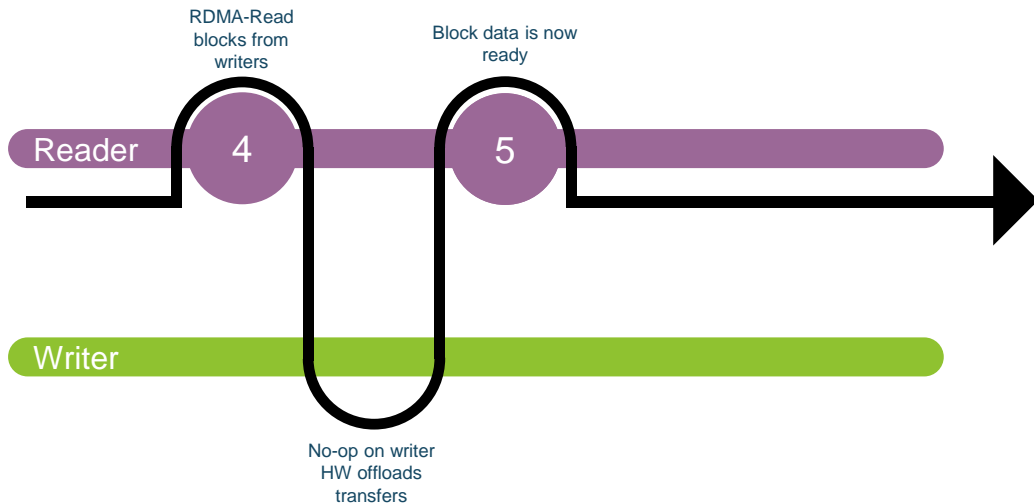 RDMA-Read
blocks from
writers
Block data is now
ready
Reader
4
5
Writer
No-op on writer
HW offloads
transfers